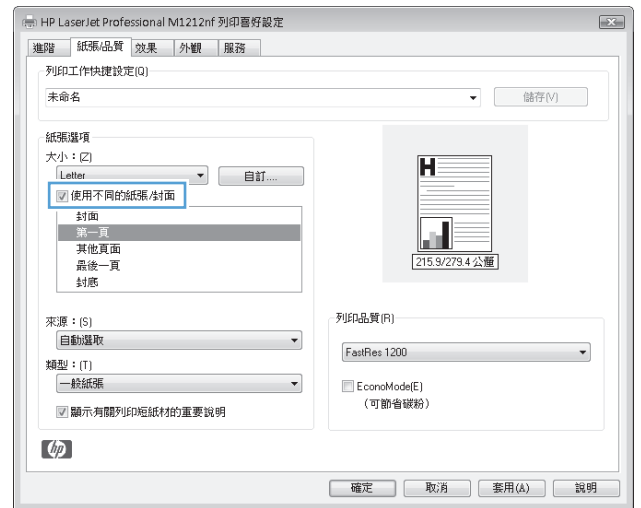 HP LaserJet Professional M1212nf 列印喜好設定
進階 紙張/品質 效果 外觀 服務
列印工作快捷設定(Q)
未命名 儲存(V)
紙張選項
大小：(Z)
Letter 自訂....
使用不同的紙張/封面
封面
第一頁
其他頁面
最後一頁
封底
H
215.9/279.4 公釐
來源：(S)
自動選取
類型：(T)
一般紙張
顯示有關列印短紙材的重要說明
列印品質(R)
FastRes 1200
EconoMode(E)
(可節省碳粉)
hp
確定 取消 套用(A) 說明